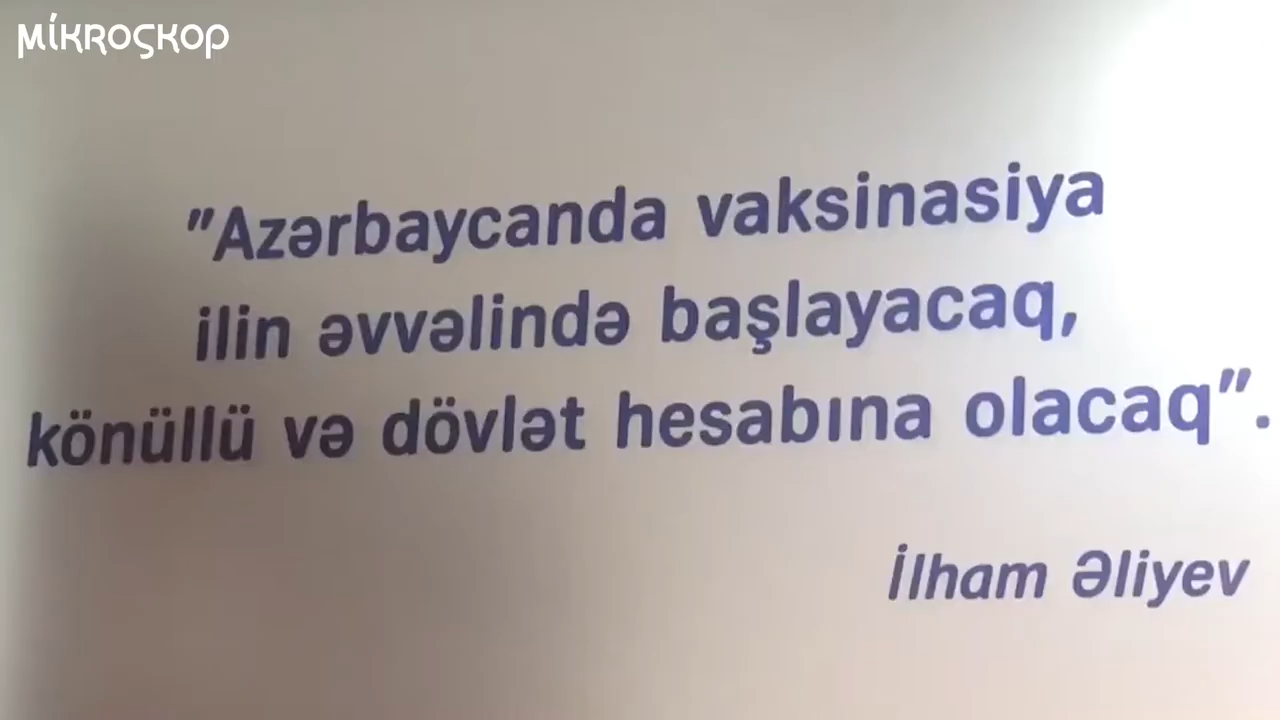 MİKROSKOP
"Azərbaycanda vaksinasiya
ilin əvvəlində başlayacaq,
könüllü və dövlət hesabına olacaq".
İlham Əliyev